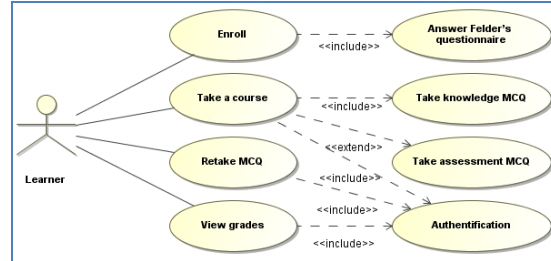 Enroll
<<include>>
Answer Felder's
questionnaire
Take a course
<<include>>
Take knowledge MCQ
<<extend>>
Take assessment MCQ
Retake MCQ
<<include>>
Learner
<<include>>
View grades
<<include>>
Authentification